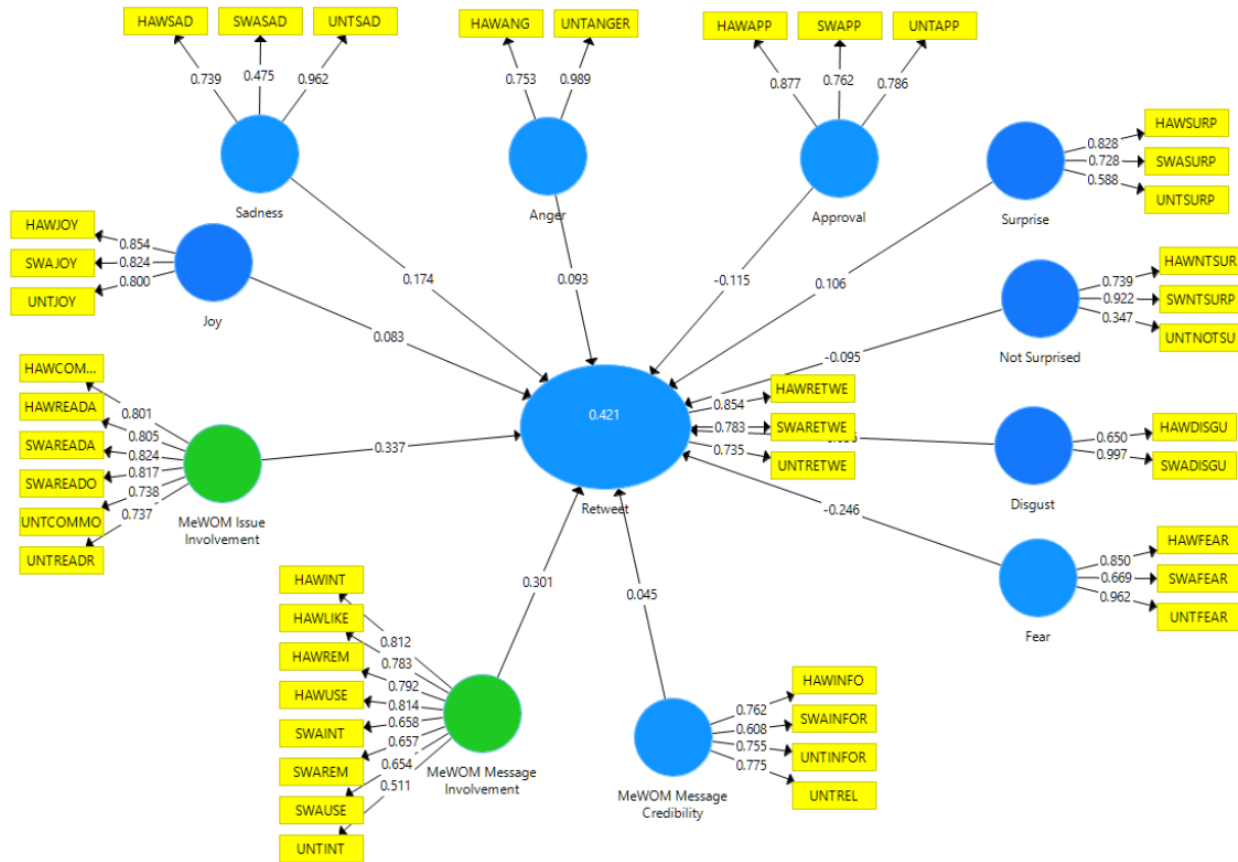 HAWSAD
SWASAD
UNTSAD
HAWANG
UNTANGER
HAWAPP
SWAPP
UNTAPP
0.739
0.475
0.962
0.753
0.989
0.877
0.762
0.786
Sadness
Anger
Approval
HAWSURP
SWASURP
UNTSURP
0.828
0.728
0.588
Surprise
HAWJOY
SWAJOY
UNTJOY
0.854
0.824
0.800
Joy
0.174
0.093
-0.115
0.106
0.083
-0.095
HAWNTSUR
SWNTSURP
UNTNOTSU
0.739
0.922
0.347
Not Surprised
HAWCOM...
HAWREADA
SWAREADA
SWAREADO
UNTCOMMO
UNTREADR
0.801
0.805
0.824
0.817
0.738
0.737
MeWOM Issue
Involvement
0.337
0.421
Retweet
HAWRETWE
SWARETWE
UNTRETWE
0.854
0.783
0.735
HAWDISGU
SWADISGU
0.650
0.997
Disgust
-0.246
HAWFEAR
SWAFEAR
UNTFEAR
0.850
0.669
0.962
Fear
0.301
0.045
HAWINT
HAWLIKE
HAWREM
HAWUSE
SWAINT
SWAREM
SWAUSE
UNTINT
0.812
0.783
0.792
0.814
0.658
0.657
0.654
0.511
MeWOM Message
Involvement
HAWINFO
SWAINFOR
UNTINFOR
UNTREL
0.762
0.608
0.755
0.775
MeWOM Message
Credibility